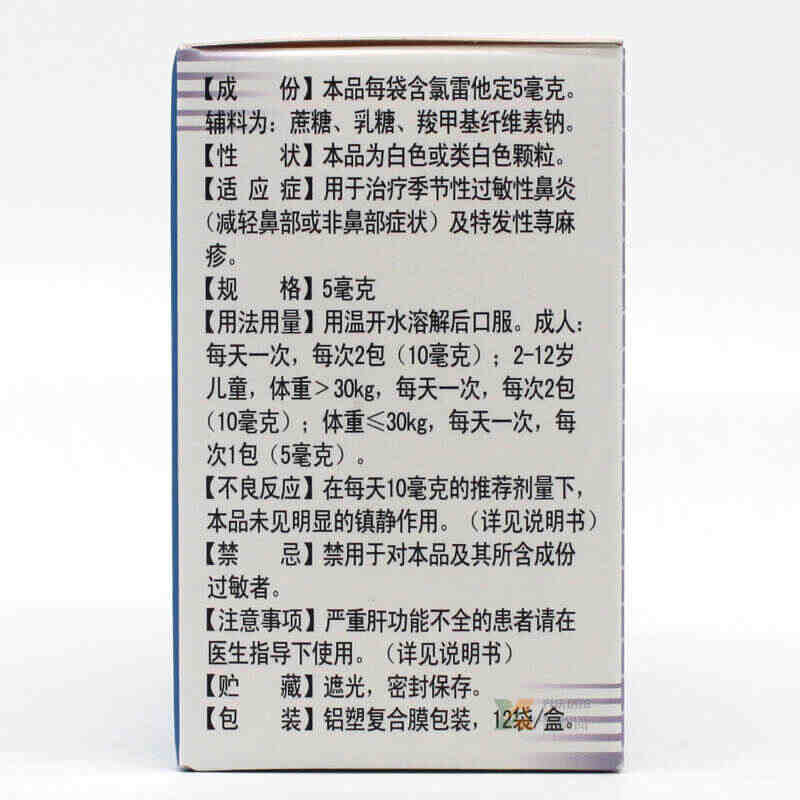 【成 份】本品每袋含氯雷他定5毫克。
辅料为：蔗糖、乳糖、羧甲基纤维素钠。
【性 状】本品为白色或类白色颗粒。
【适 应 症】用于治疗季节性过敏性鼻炎
（减轻鼻部或非鼻部症状）及特发性荨麻
疹。
【规 格】5毫克
【用法用量】用温开水溶解后口服。成人：
每天一次，每次2包（10毫克）；2-12岁
儿童，体重＞30kg，每天一次，每次2包
（10毫克）；体重≤30kg，每天一次，每
次1包（5毫克）。
【不良反应】在每天10毫克的推荐剂量下，
本品未见明显的镇静作用。（详见说明书）
【禁 忌】禁用于对本品及其所含成份
过敏者。
【注意事项】严重肝功能不全的患者请在
医生指导下使用。（详见说明书）
【贮 藏】遮光，密封保存。
【包 装】铝塑复合膜包装，12袋/盒。